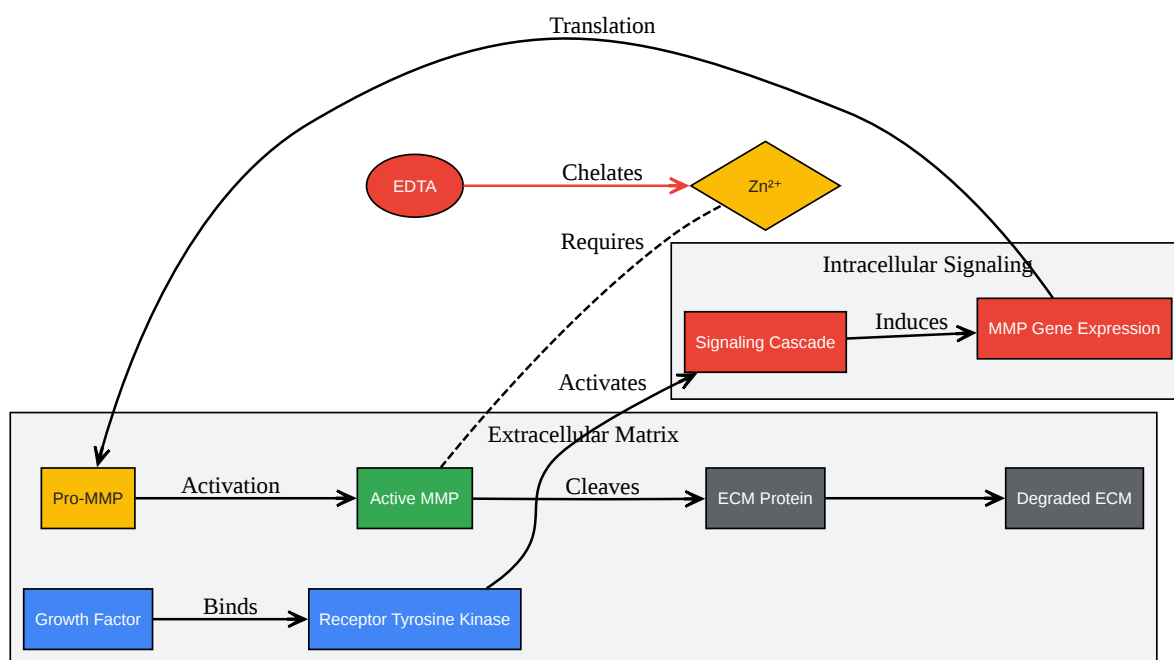 Translation
EDTA
Chelates
Zn²⁺
Requires
Intracellular Signaling
Signaling Cascade
Induces
MMP Gene Expression
Activates
Extracellular Matrix
Pro-MMP
Activation
Active MMP
Cleaves
ECM Protein
Degraded ECM
Growth Factor
Binds
Receptor Tyrosine Kinase